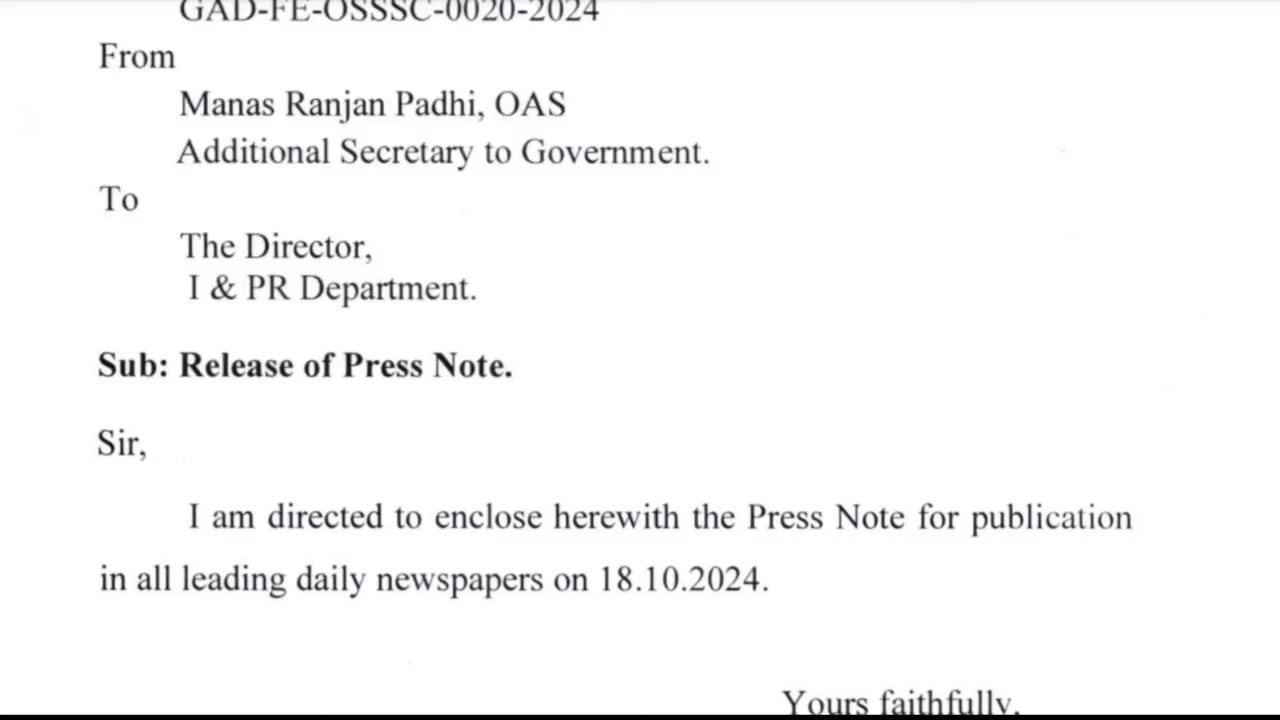 GAD-FE-OSSSC-0020-2024
From
Manas Ranjan Padhi, OAS
Additional Secretary to Government.
To
The Director,
I & PR Department.
Sub: Release of Press Note.
Sir,
I am directed to enclose herewith the Press Note for publication
in all leading daily newspapers on 18.10.2024.
Yours faithfully,